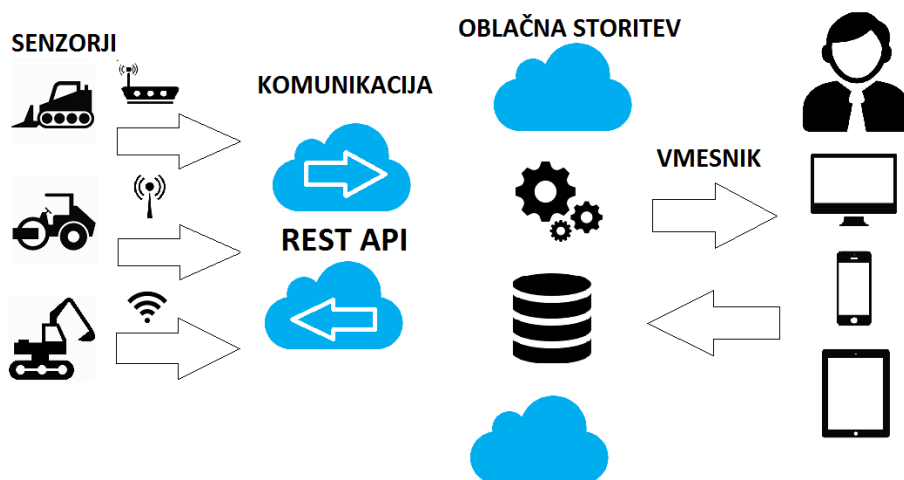 SENZORJI
KOMUNIKACIJA
REST API
OBLAČNA STORITEV
VMESNIK